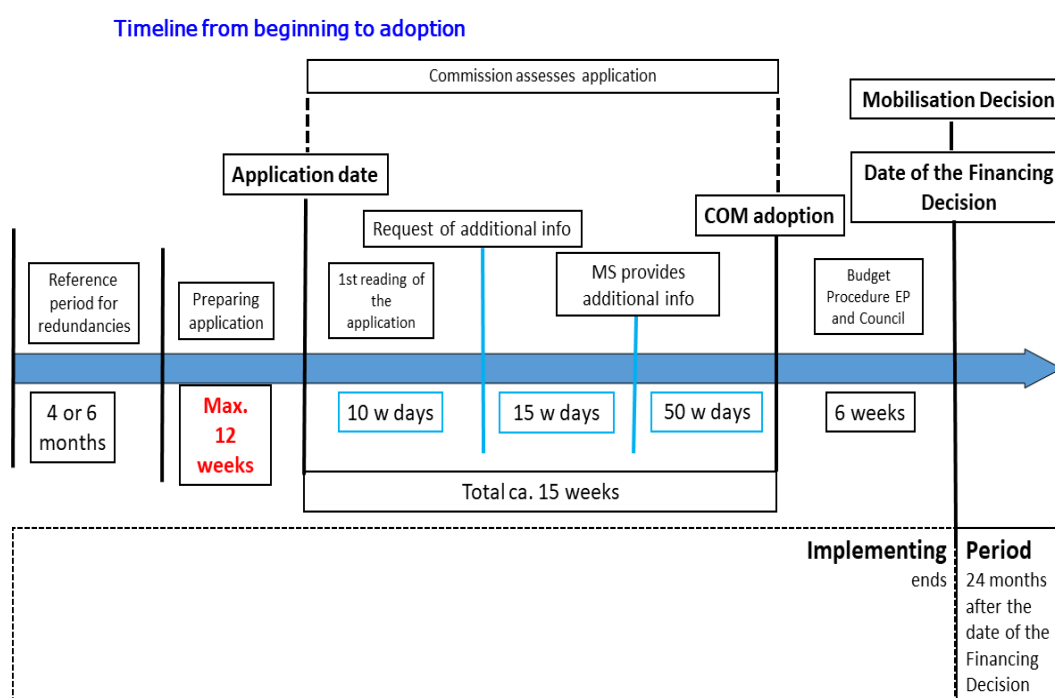 Timeline from beginning to adoption
Commission assesses application
Mobilisation Decision
Application date
Date of the Financing
Decision
COM adoption
Request of additional info
Reference
period for
redundancies
Preparing
application
1st reading of
the
application
MS provides
additional info
Budget
Procedure EP
and Council
4 or 6
months
Max.
12
weeks
10 w days
15 w days
50 w days
6 weeks
Total ca. 15 weeks
Implementing Period
ends
24 months
after the
date of the
Financing
Decision